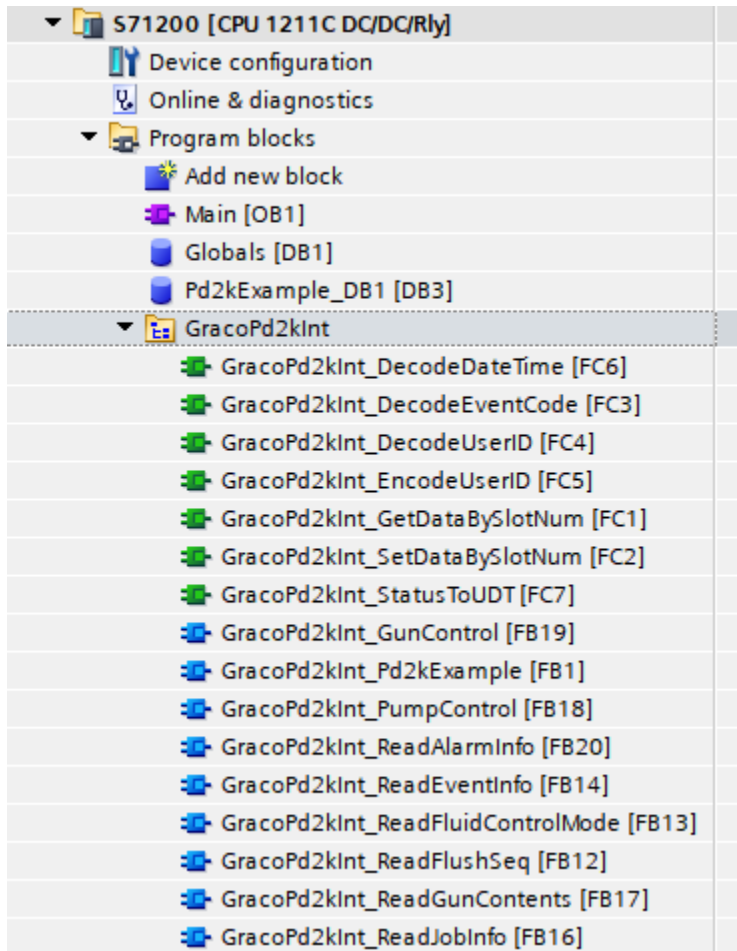 S71200 [CPU 1211C DC/DC/Rly]
Device configuration
Online & diagnostics
Program blocks
Add new block
Main [OB1]
Globals [DB1]
Pd2kExample_DB1 [DB3]
GracoPd2kInt
GracoPd2kInt_DecodeDateTime [FC6]
GracoPd2kInt_DecodeEventCode [FC3]
GracoPd2kInt_DecodeUserID [FC4]
GracoPd2kInt_EncodeUserID [FC5]
GracoPd2kInt_GetDataBySlotNum [FC1]
GracoPd2kInt_SetDataBySlotNum [FC2]
GracoPd2kInt_StatusToUDT [FC7]
GracoPd2kInt_GunControl [FB19]
GracoPd2kInt_Pd2kExample [FB1]
GracoPd2kInt_PumpControl [FB18]
GracoPd2kInt_ReadAlarmInfo [FB20]
GracoPd2kInt_ReadEventInfo [FB14]
GracoPd2kInt_ReadFluidControlMode [FB13]
GracoPd2kInt_ReadFlushSeq [FB12]
GracoPd2kInt_ReadGunContents [FB17]
GracoPd2kInt_ReadJobInfo [FB16]